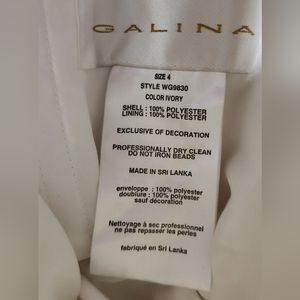 GALINA
SIZE 4
STYLE WG9830
COLOR IVORY
SHELL : 100% POLYESTER
LINING : 100% POLYESTER
EXCLUSIVE OF DECORATION
PROFESSIONALLY DRY CLEAN
DO NOT IRON BEADS
MADE IN SRI LANKA
enveloppe : 100% polyester
doublure : 100% polyester
sauf décoration
Nettoyage à sec professionnel
ne pas repasser les perles
fabriqué en Sri Lanka